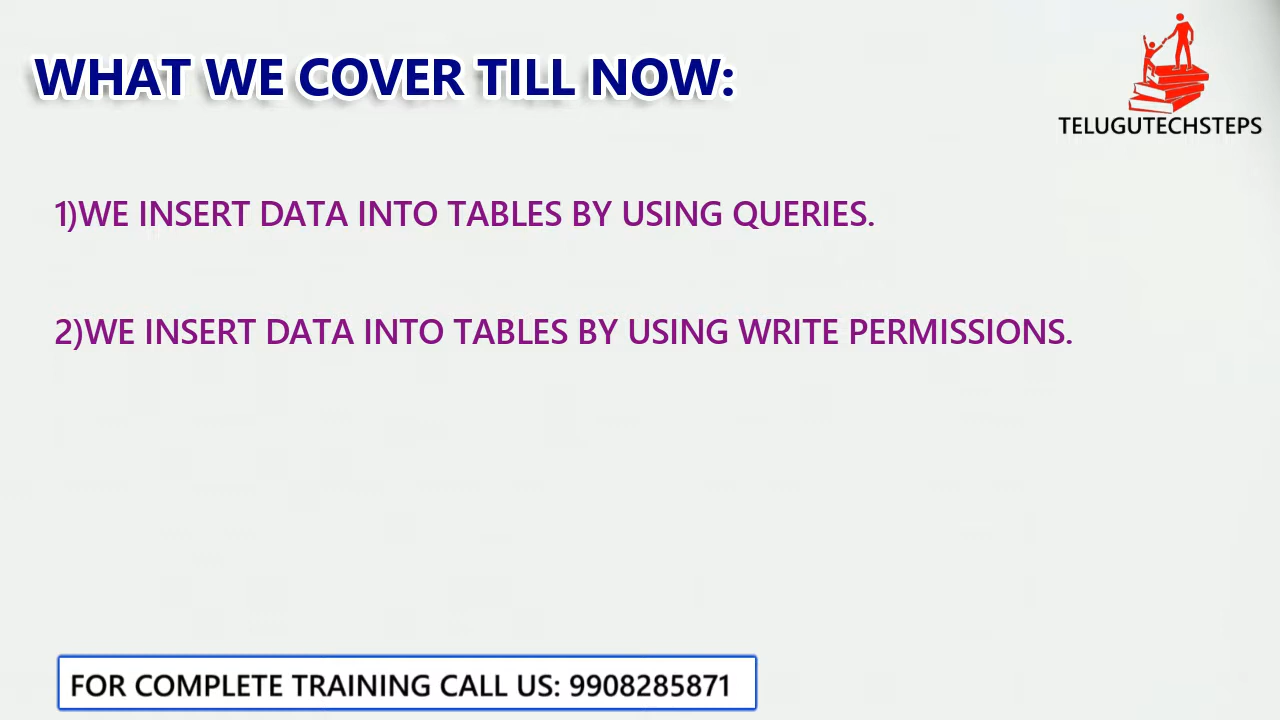 WHAT WE COVER TILL NOW:
TELUGUTECHSTEPS
1)WE INSERT DATA INTO TABLES BY USING QUERIES.
2)WE INSERT DATA INTO TABLES BY USING WRITE PERMISSIONS.
FOR COMPLETE TRAINING CALL US: 9908285871